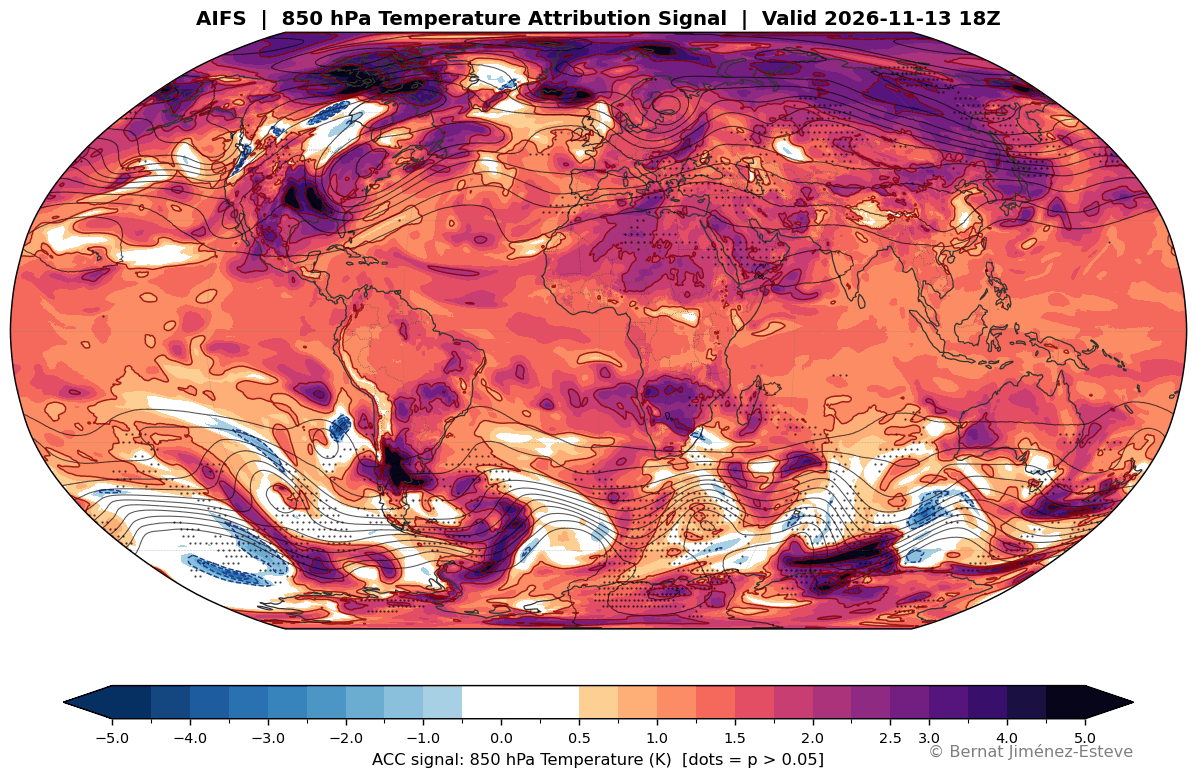 AIFS | 850 hPa Temperature Attribution Signal | Valid 2026-11-13 18Z
−5.0 −4.0 −3.0 −2.0 −1.0 0.0 0.5 1.0 1.5 2.0 2.5 3.0 4.0 5.0
© Bernat Jiménez-Esteve
ACC signal: 850 hPa Temperature (K) [dots = p > 0.05]